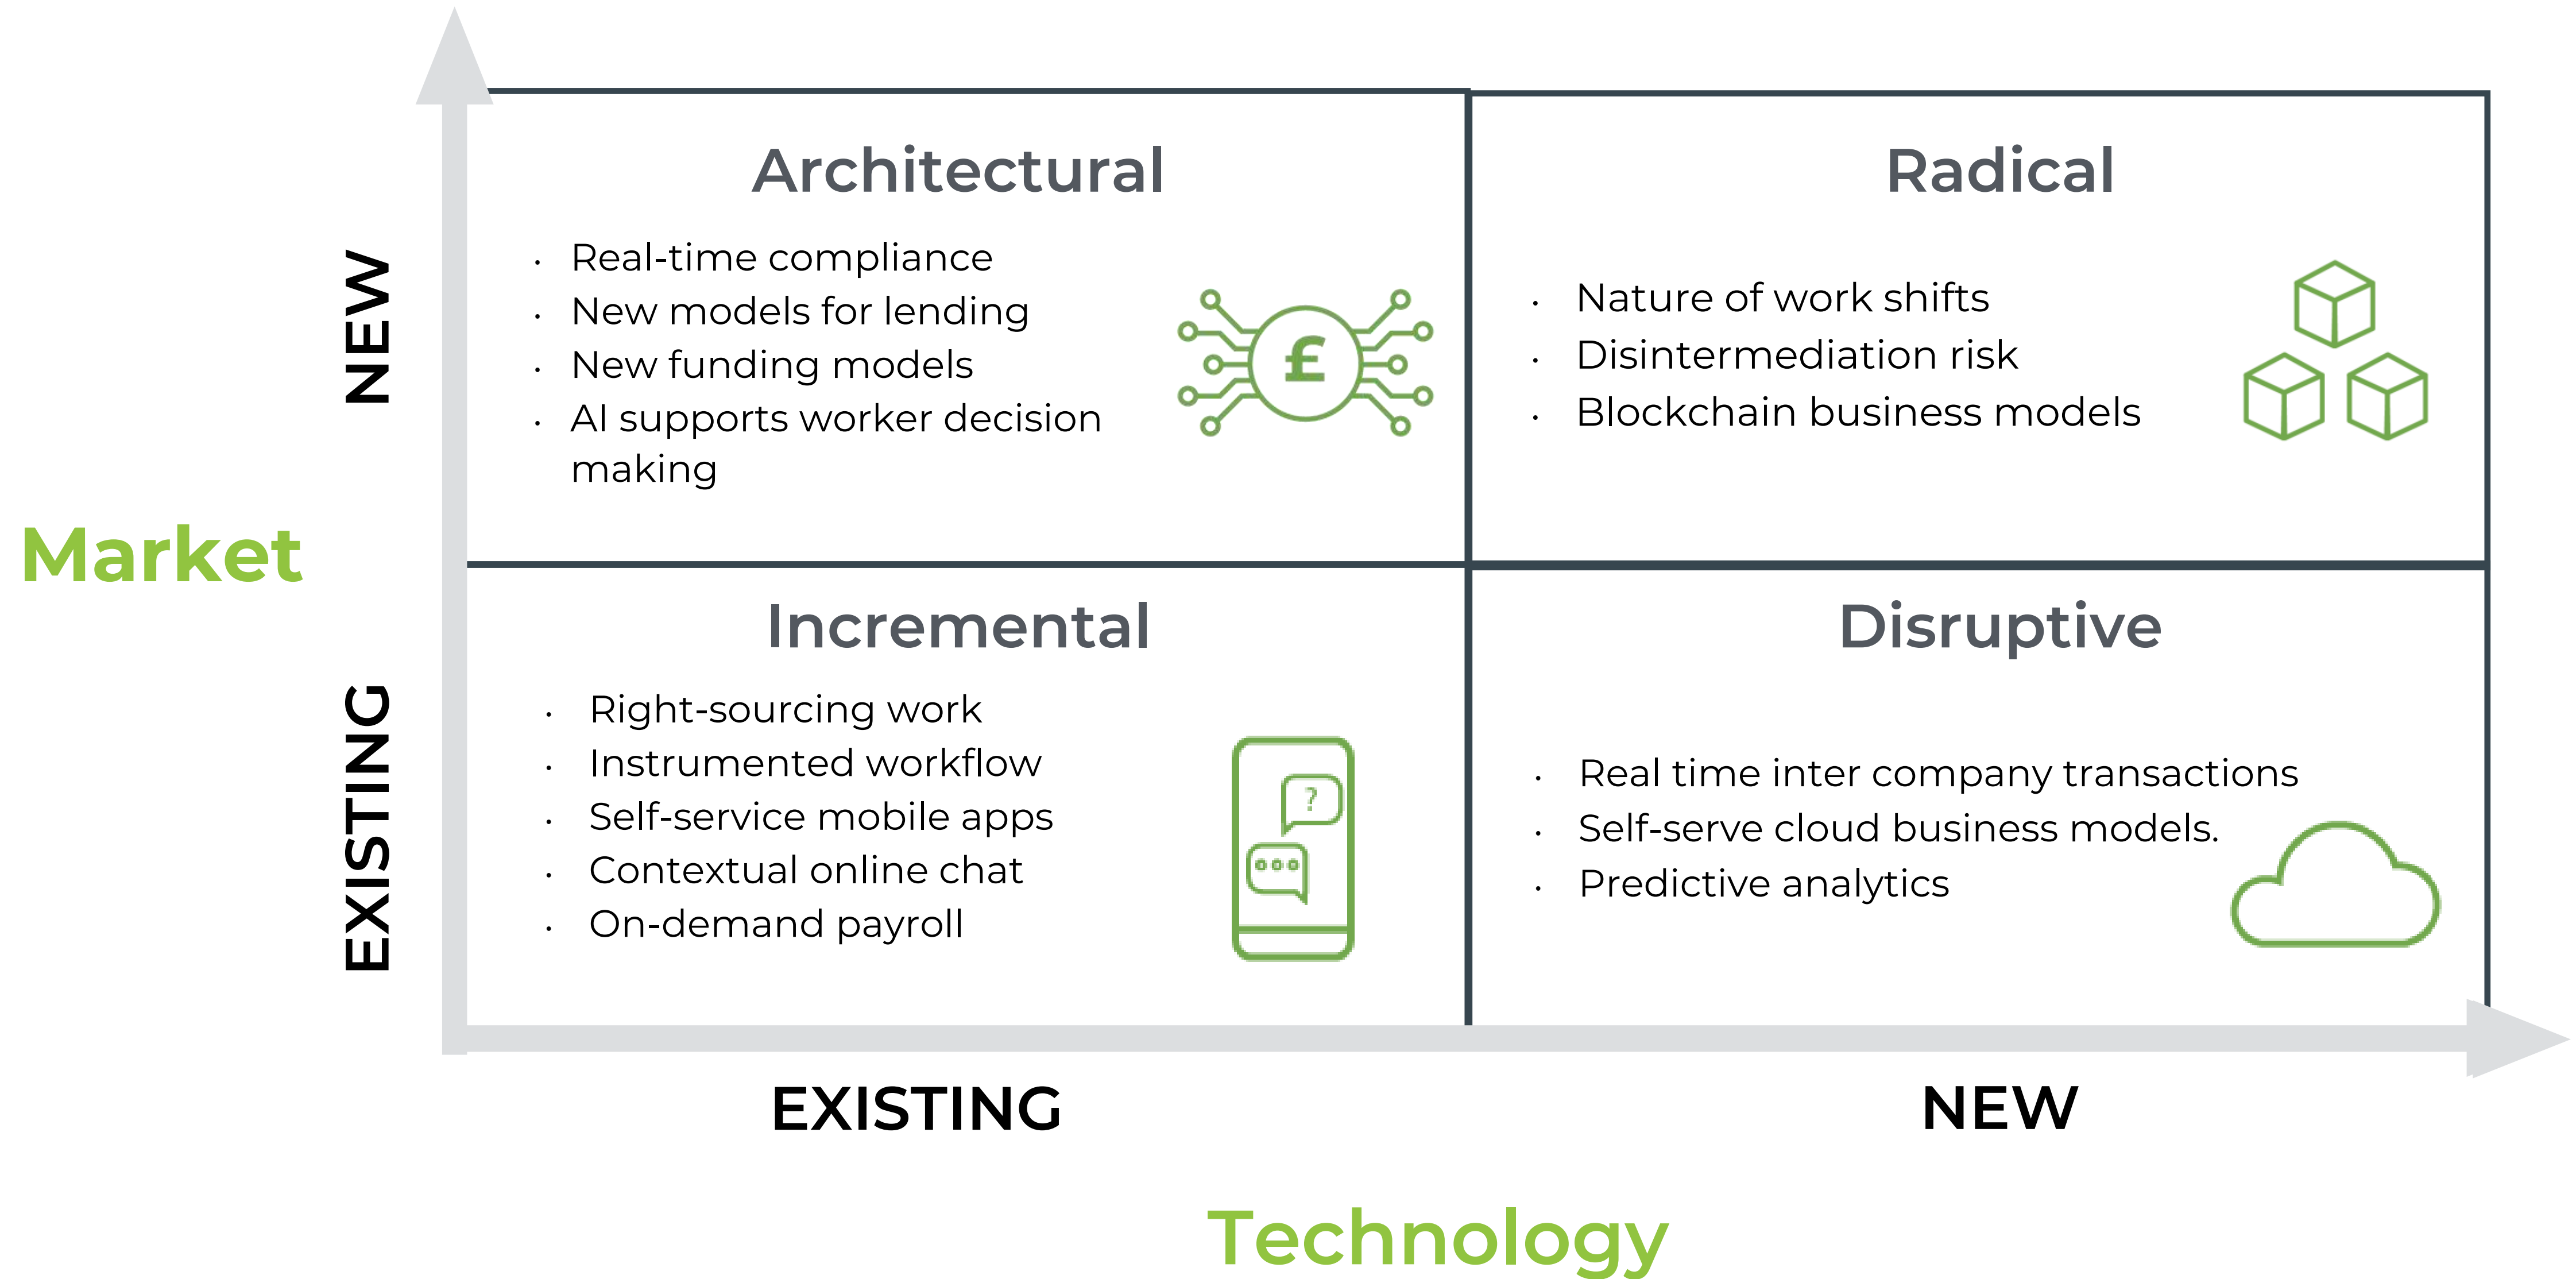 Architectural
· Real-time compliance
· New models for lending
· New funding models
· AI supports worker decision
making
£
Radical
· Nature of work shifts
· Disintermediation risk
· Blockchain business models
NEW
Market
EXISTING
Incremental
· Right-sourcing work
· Instrumented workflow
· Self-service mobile apps
· Contextual online chat
· On-demand payroll
?
Disruptive
· Real time inter company transactions
· Self-serve cloud business models.
· Predictive analytics
EXISTING
NEW
Technology